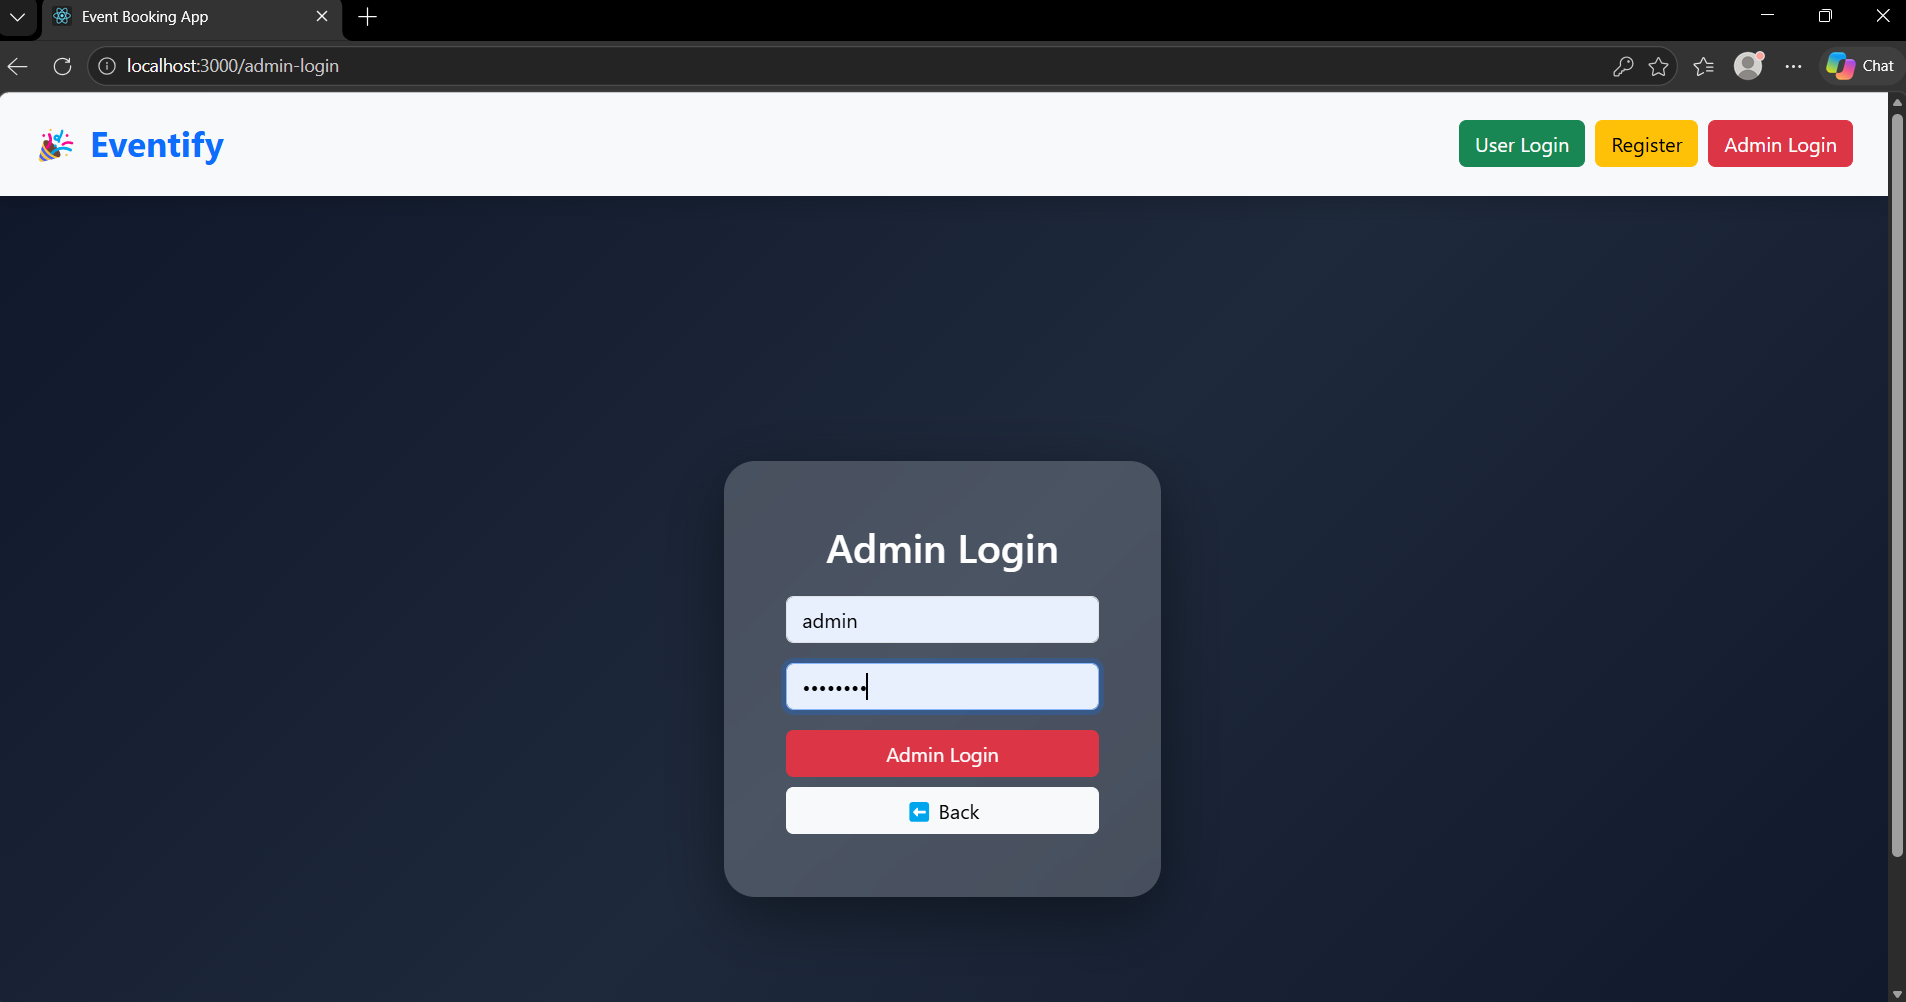 Event Booking App
localhost:3000/admin-login
Chat
Eventify
User Login
Register
Admin Login
Admin Login
admin
••••••••
Admin Login
Back